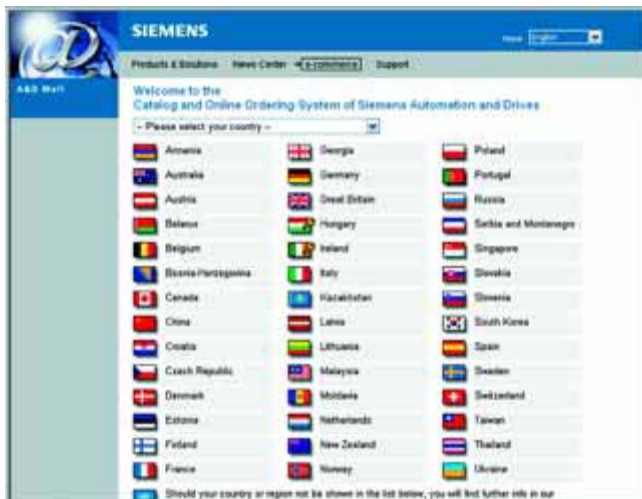 SIEMENS
English
Products & Solutions News Center e-commerce Support
A&D Mall
Welcome to the
Catalog and Online Ordering System of Siemens Automation and Drives
– Please select your country –
Armenia Georgia Poland
Australia Germany Portugal
Austria Great Britain Russia
Belarus Hungary Serbia and Montenegro
Belgium Ireland Singapore
Bosnia-Herzegovina Italy Slovakia
Canada Kazakhstan Slovenia
China Latvia South Korea
Croatia Lithuania Spain
Czech Republic Malaysia Sweden
Denmark Moldavia Switzerland
Estonia Netherlands Taiwan
Finland New Zealand Thailand
France Norway Ukraine
Should your country or region not be shown in the list below, you will find further info in our